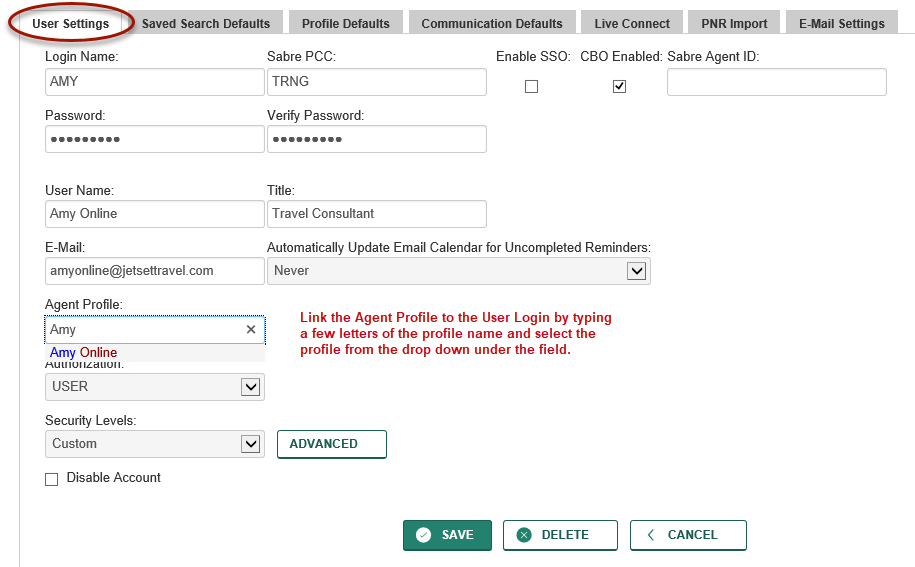 User Settings Saved Search Defaults Profile Defaults Communication Defaults Live Connect PNR Import E-Mail Settings
Login Name: Sabre PCC: Enable SSO: CBO Enabled: Sabre Agent ID:
AMY TRNG
Password: Verify Password:
●●●●●●●●● ●●●●●●●●●
User Name: Title:
Amy Online Travel Consultant
E-Mail: Automatically Update Email Calendar for Uncompleted Reminders:
amyonline@jetsettravel.com Never
Agent Profile:
Amy
Amy Online
Link the Agent Profile to the User Login by typing
a few letters of the profile name and select the
profile from the drop down under the field.
Authorization:
USER
Security Levels:
Custom ADVANCED
Disable Account
SAVE DELETE CANCEL